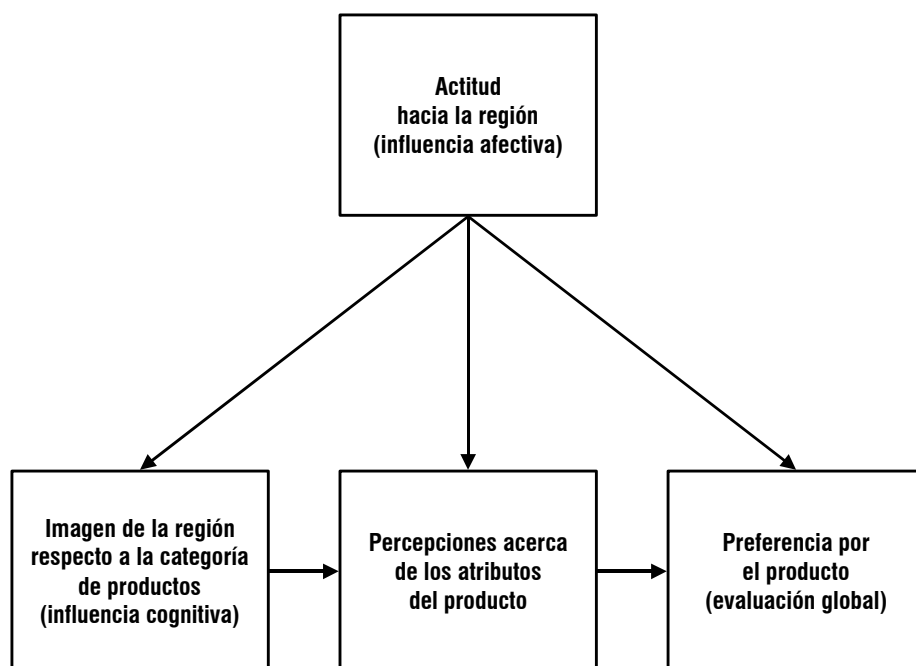 Actitud
hacia la región
(influencia afectiva)
Imagen de la región
respecto a la categoría
de productos
(influencia cognitiva)
Percepciones acerca
de los atributos
del producto
Preferencia por
el producto
(evaluación global)